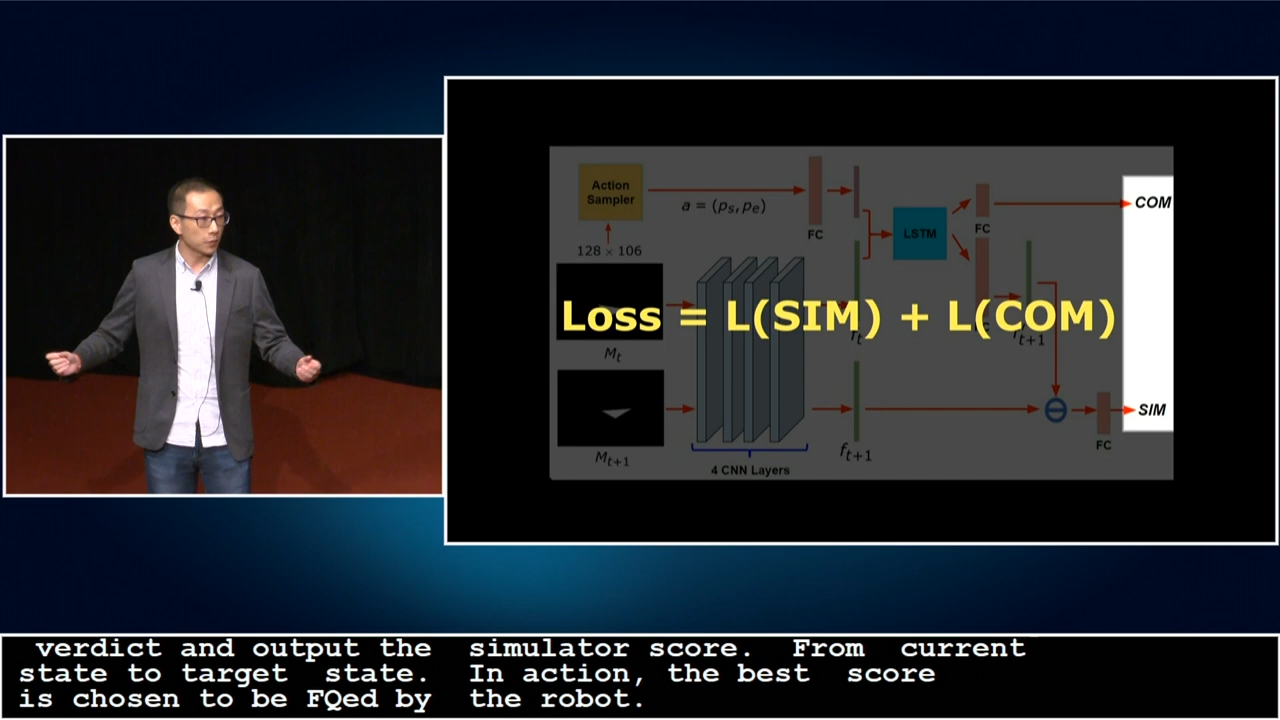 Action
Sampler
a = (pₛ,pₑ)
FC
128 × 106
LSTM
FC
COM
Loss = L(SIM) + L(COM)
Mₜ
Mₜ₊₁
fₜ₊₁
4 CNN Layers
FC
SIM
verdict and output the simulator score. From current
state to target state. In action, the best score
is chosen to be FQed by the robot.